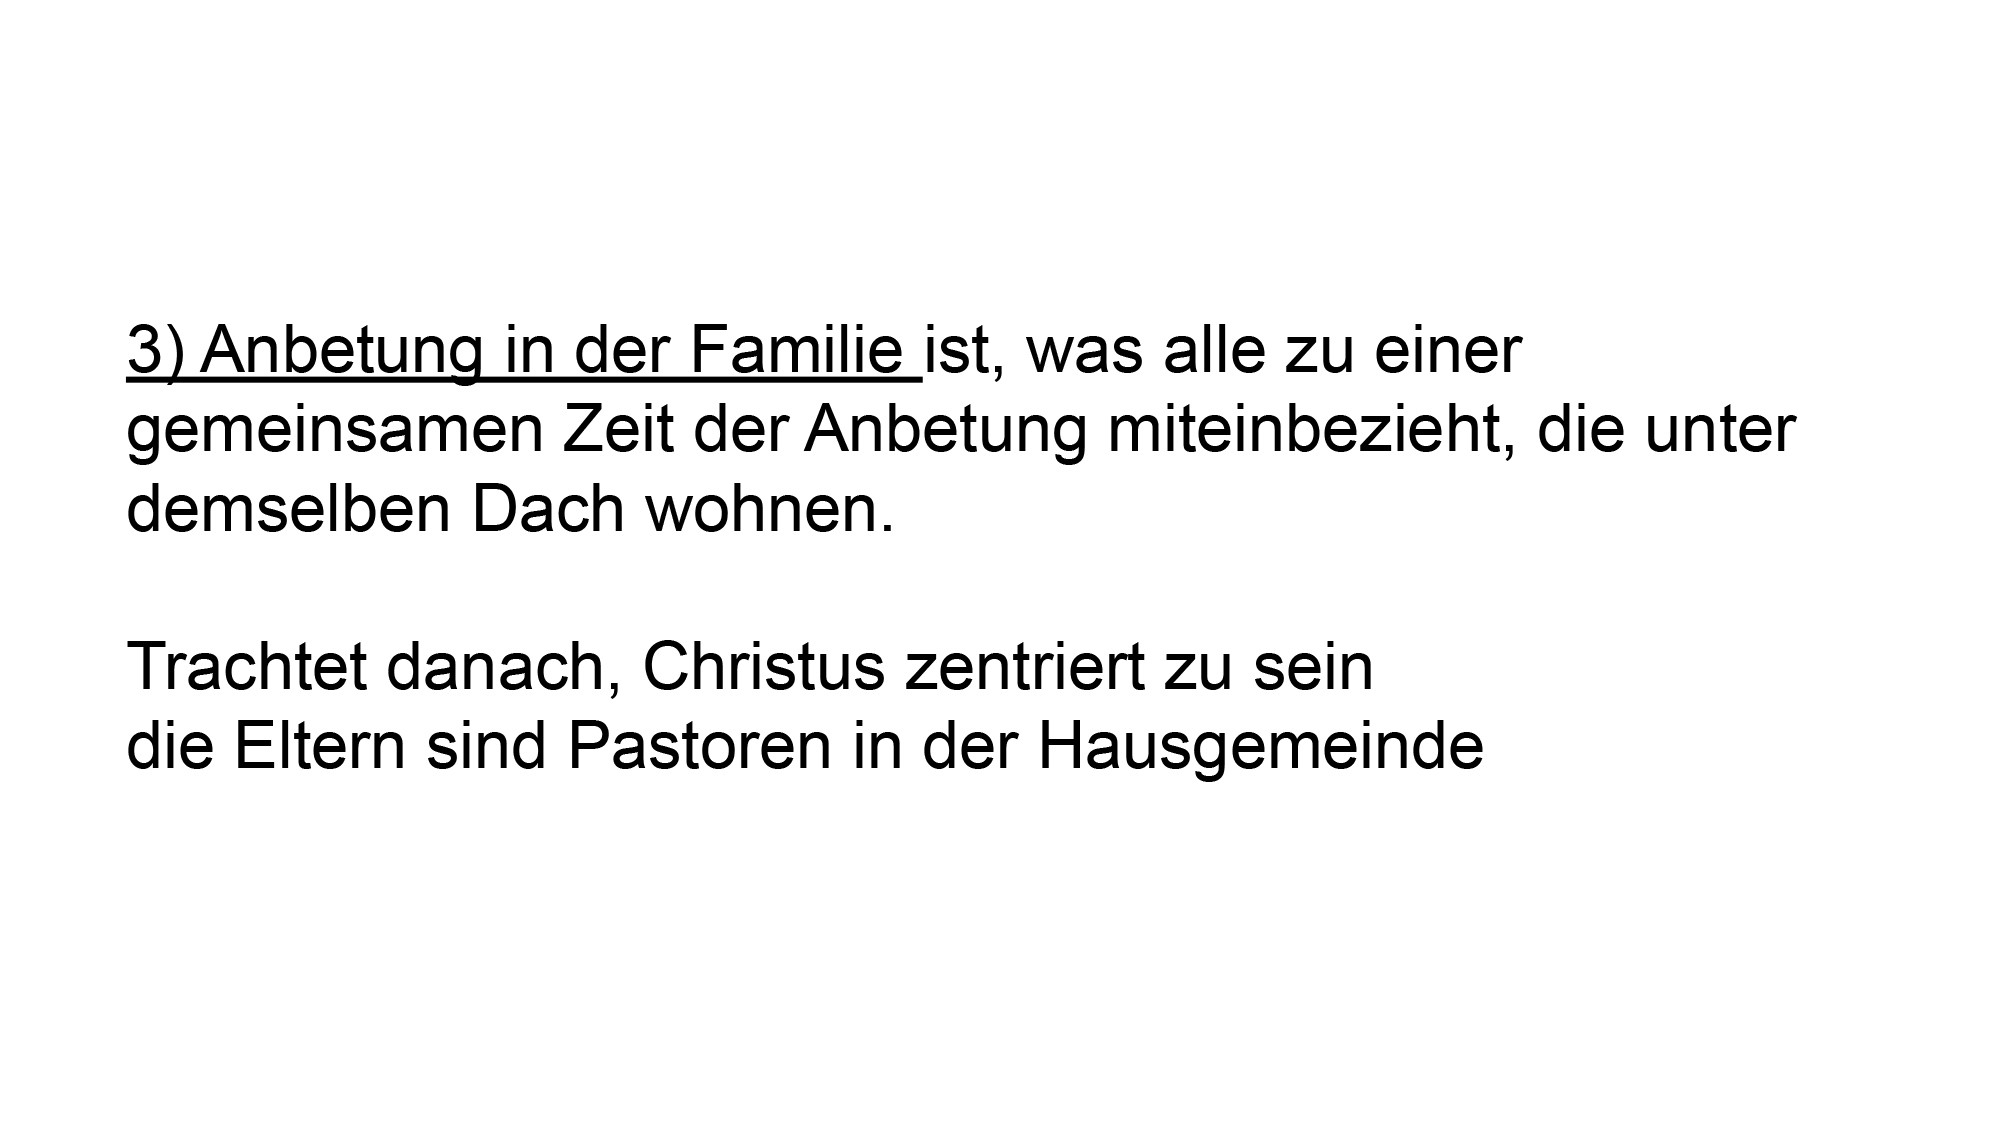 3) Anbetung in der Familie ist, was alle zu einer
gemeinsamen Zeit der Anbetung miteinbezieht, die unter
demselben Dach wohnen.
Trachtet danach, Christus zentriert zu sein
die Eltern sind Pastoren in der Hausgemeinde